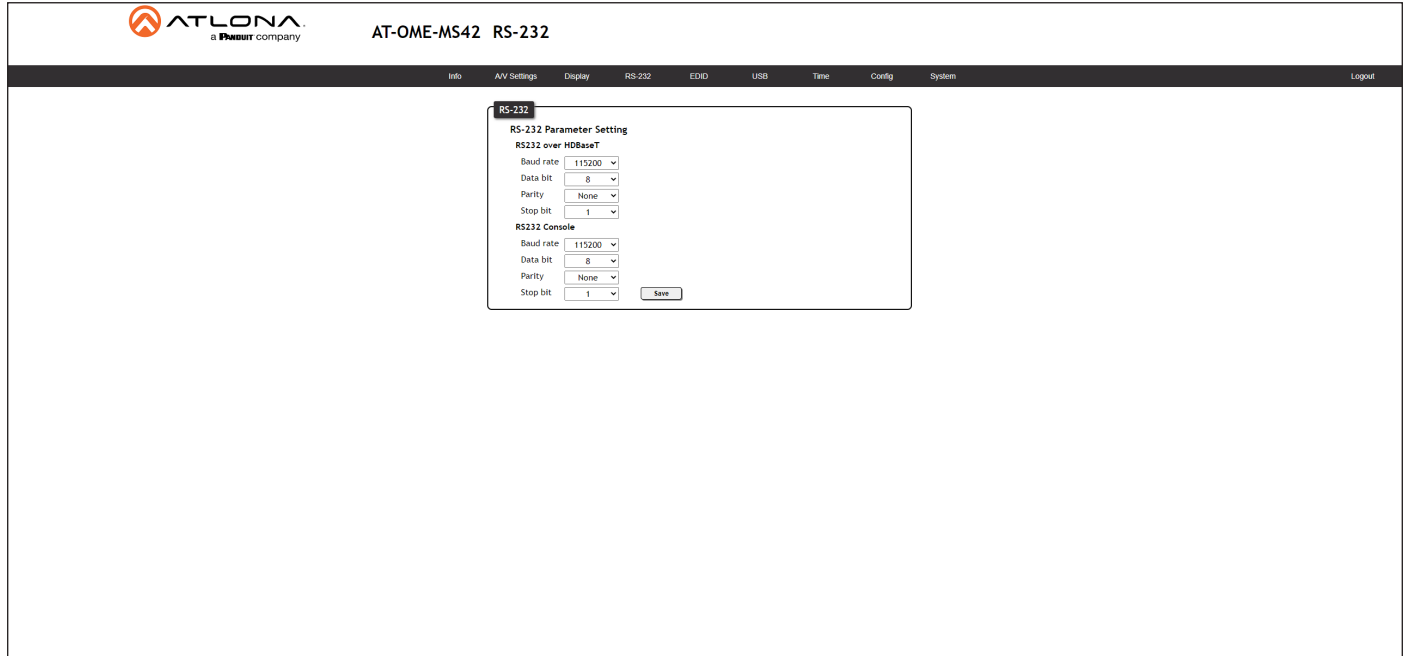 ATLONA.
a PANDUIT company
AT-OME-MS42 RS-232
Info A/V Settings Display RS-232 EDID USB Time Config System Logout
RS-232
RS-232 Parameter Setting
RS232 over HDBaseT
Baud rate 115200
Data bit 8
Parity None
Stop bit 1
RS232 Console
Baud rate 115200
Data bit 8
Parity None
Stop bit 1 Save